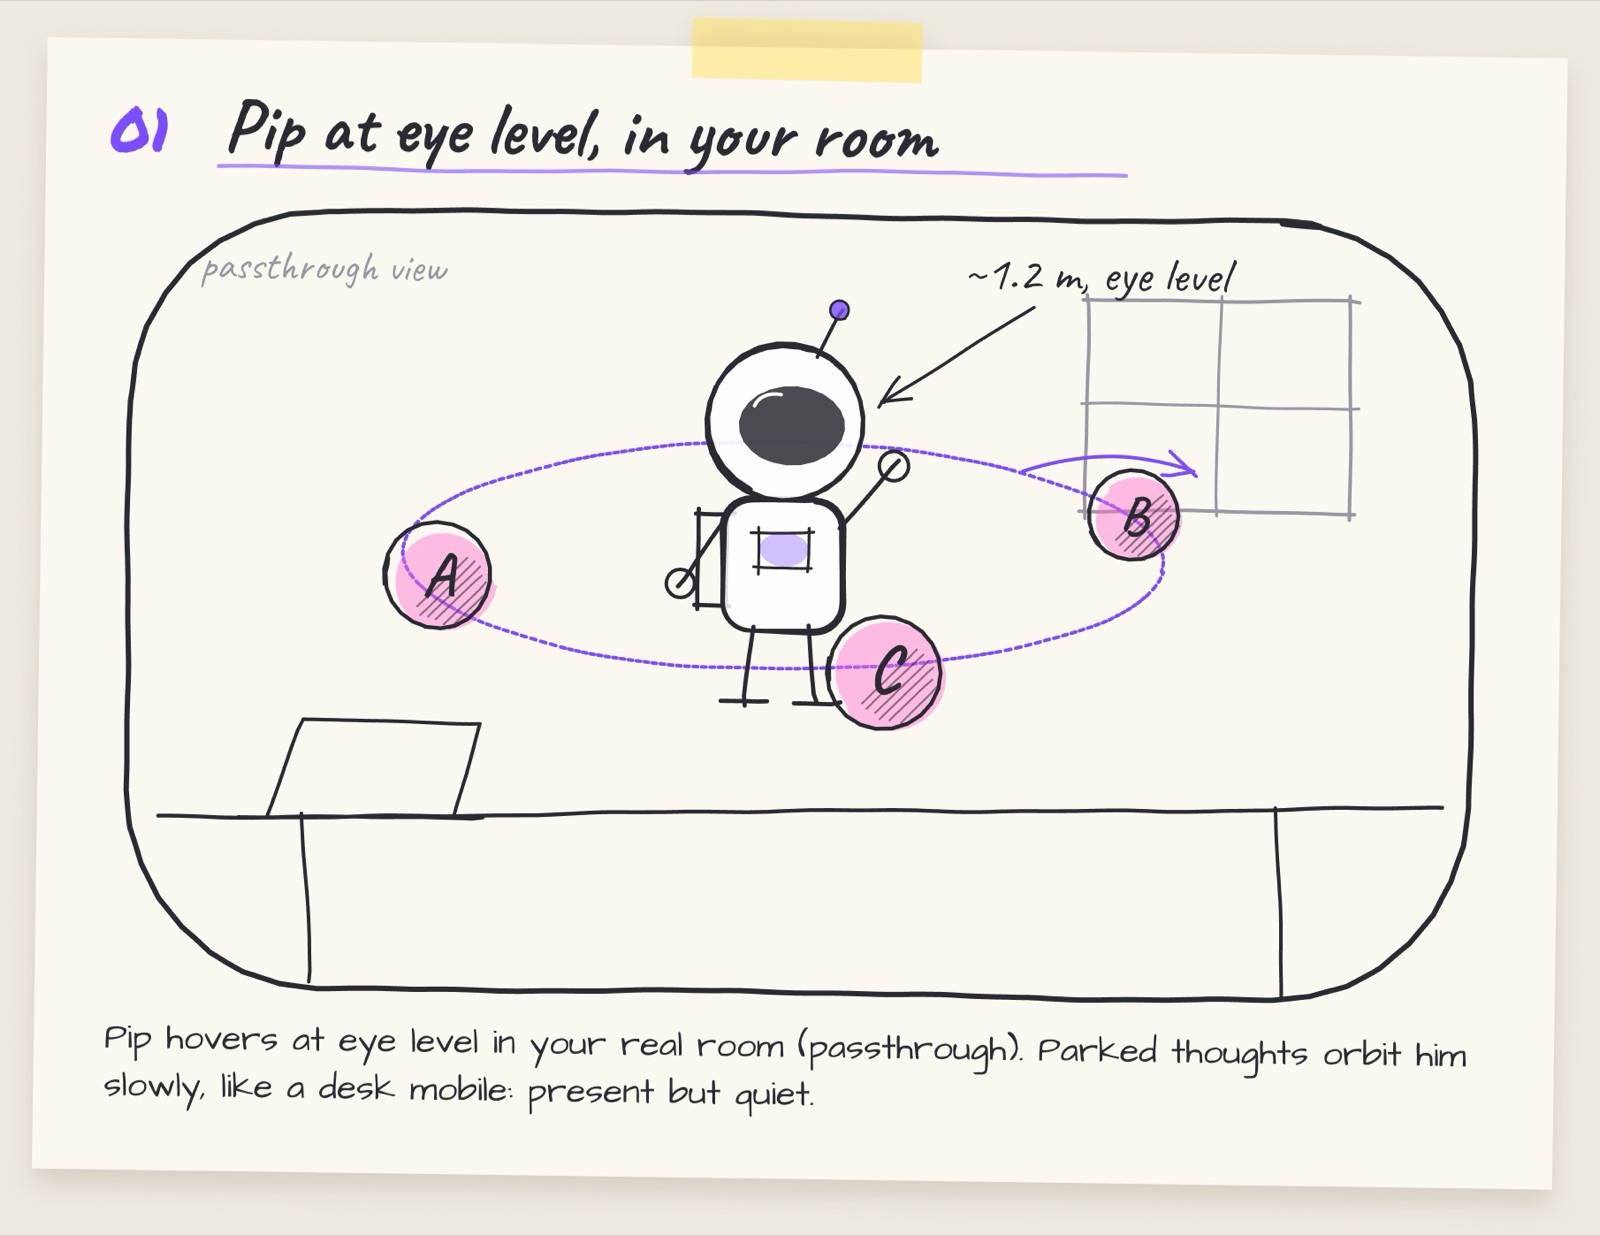 01 Pip at eye level, in your room
passthrough view
~1.2 m, eye level
A
B
C
Pip hovers at eye level in your real room (passthrough). Parked thoughts orbit him
slowly, like a desk mobile: present but quiet.